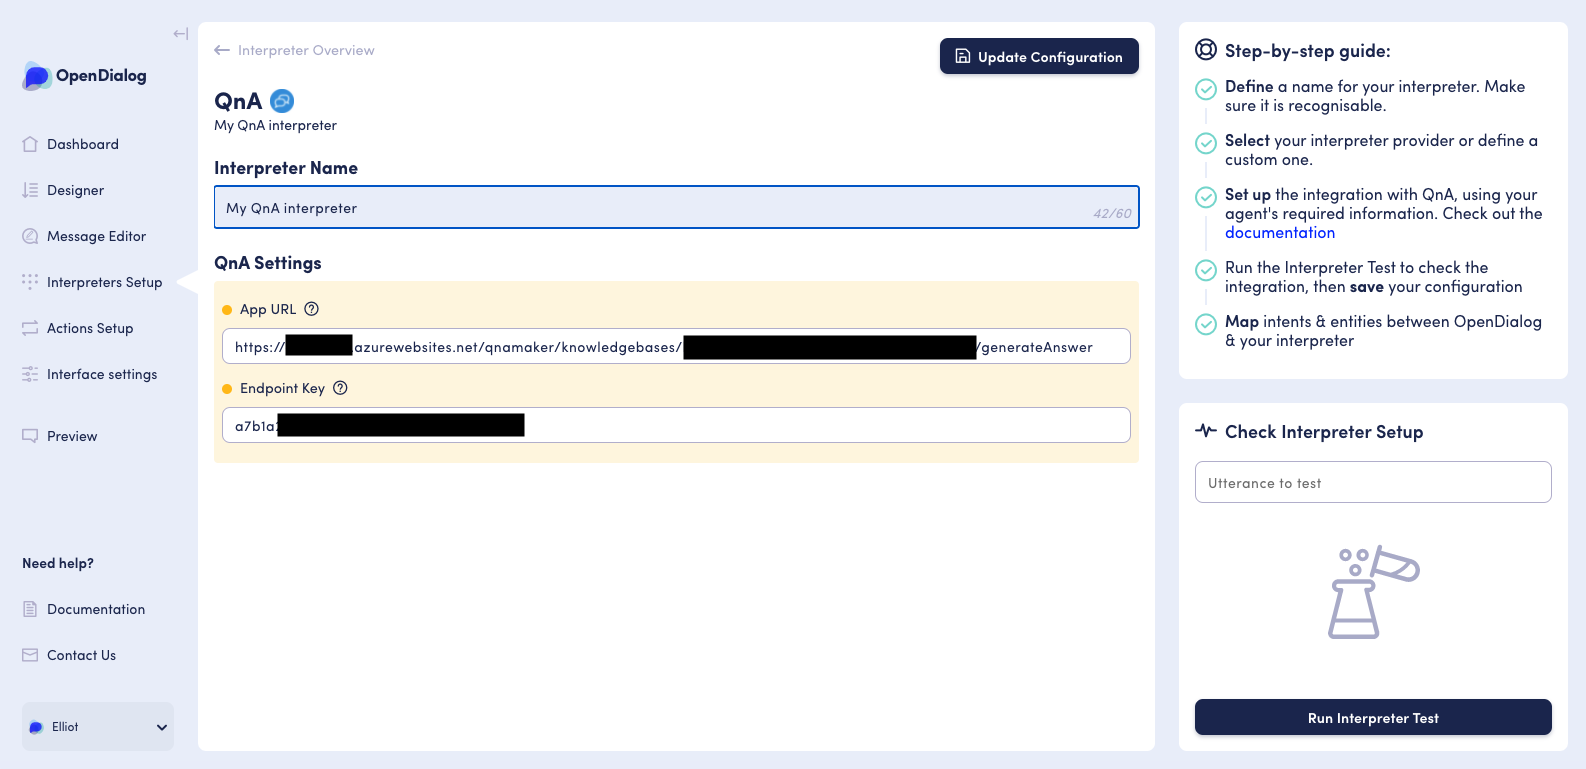 OpenDialog
Dashboard
Designer
Message Editor
Interpreters Setup
Actions Setup
Interface settings
Preview
Need help?
Documentation
Contact Us
Elliot
Interpreter Overview
Update Configuration
QnA
My QnA interpreter
Interpreter Name
My QnA interpreter
42/60
QnA Settings
App URL
https:// .azurewebsites.net/qnamaker/knowledgebases/ /generateAnswer
Endpoint Key
a7b1a
Step-by-step guide:
Define a name for your interpreter. Make
sure it is recognisable.
Select your interpreter provider or define a
custom one.
Set up the integration with QnA, using your
agent's required information. Check out the
documentation
Run the Interpreter Test to check the
integration, then save your configuration
Map intents & entities between OpenDialog
& your interpreter
Check Interpreter Setup
Utterance to test
Run Interpreter Test